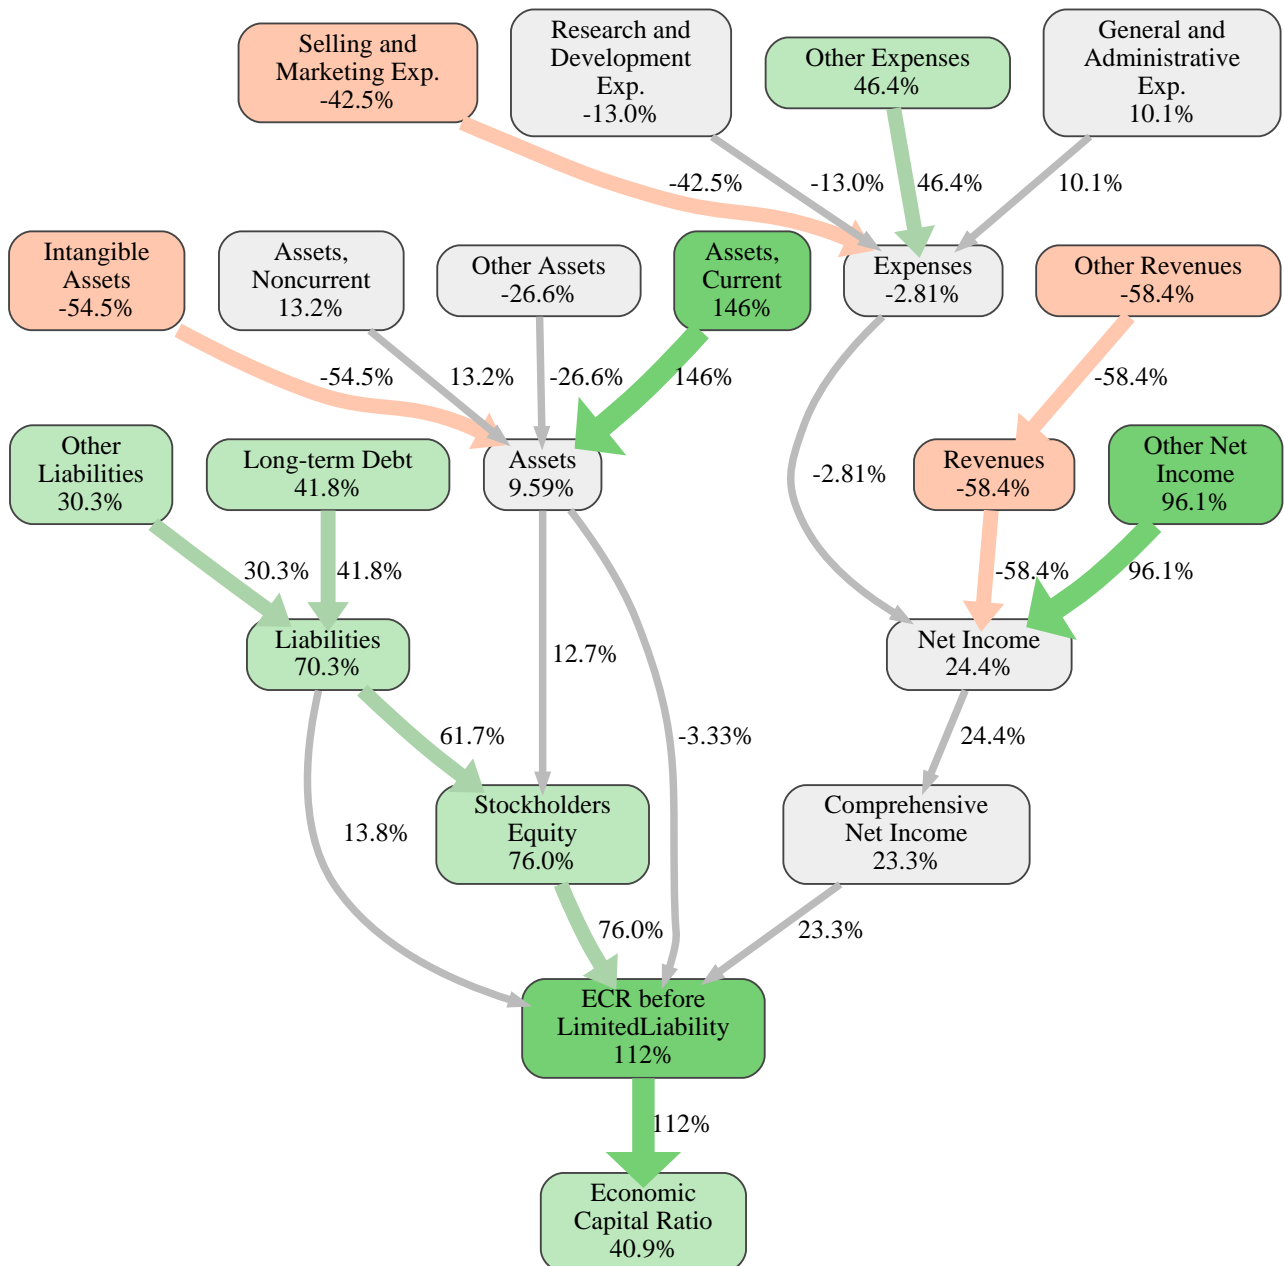 Selling and
Marketing Exp.
-42.5%
Research and
Development
Exp.
-13.0%
Other Expenses
46.4%
General and
Administrative
Exp.
10.1%
-42.5%
-13.0%
46.4%
10.1%
Intangible
Assets
-54.5%
Assets,
Noncurrent
13.2%
Other Assets
-26.6%
Assets,
Current
146%
Expenses
-2.81%
Other Revenues
-58.4%
-54.5%
13.2%
-26.6%
146%
-58.4%
Other
Liabilities
30.3%
Long-term Debt
41.8%
Assets
9.59%
-2.81%
Revenues
-58.4%
Other Net
Income
96.1%
30.3%
41.8%
-58.4%
96.1%
Liabilities
70.3%
12.7%
Net Income
24.4%
61.7%
-3.33%
24.4%
13.8%
Stockholders
Equity
76.0%
Comprehensive
Net Income
23.3%
76.0%
23.3%
ECR before
LimitedLiability
112%
112%
Economic
Capital Ratio
40.9%